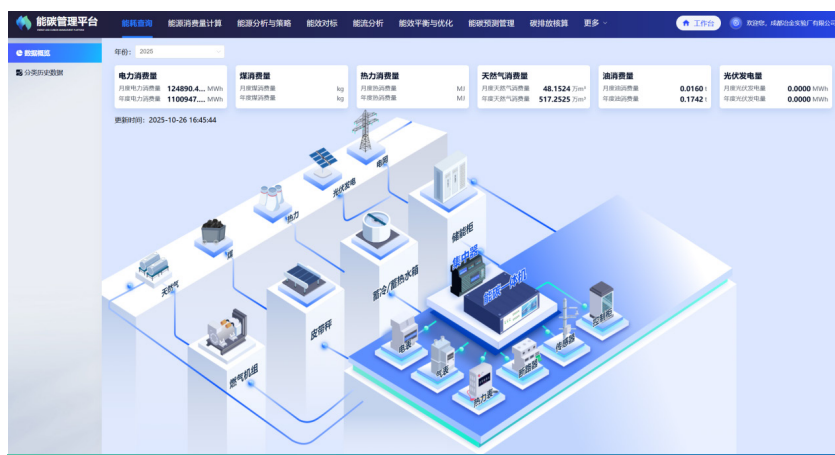 能碳管理平台
能耗查询 能源消费量计算 能源分析与策略 能效对标 能流分析 能效平衡与优化 能碳预测管理 碳排放核算 更多 工作台 欢迎您，成都冶金实验厂有限公司
数据概览
分类历史数据
年份： 2025
电力消费量
月度电力消费量 124890.4... MWh
年度电力消费量 1100947.... MWh
煤消费量
月度煤消费量 kg
年度煤消费量 kg
热力消费量
月度热消费量 MJ
年度热消费量 MJ
天然气消费量
月度天然气消费量 48.1524 万m³
年度天然气消费量 517.2525 万m³
油消费量
月度油消费量 0.0160 t
年度油消费量 0.1742 t
光伏发电量
月度光伏发电量 0.0000 MWh
年度光伏发电量 0.0000 MWh
更新时间：2025-10-26 16:45:44
电网
光伏发电
热力
煤
天然气
储能柜
蓄冷/蓄热水箱
皮带秤
燃气机组
集中器
能碳一体机
控制柜
传感器
断路器
热力表
气表
电表